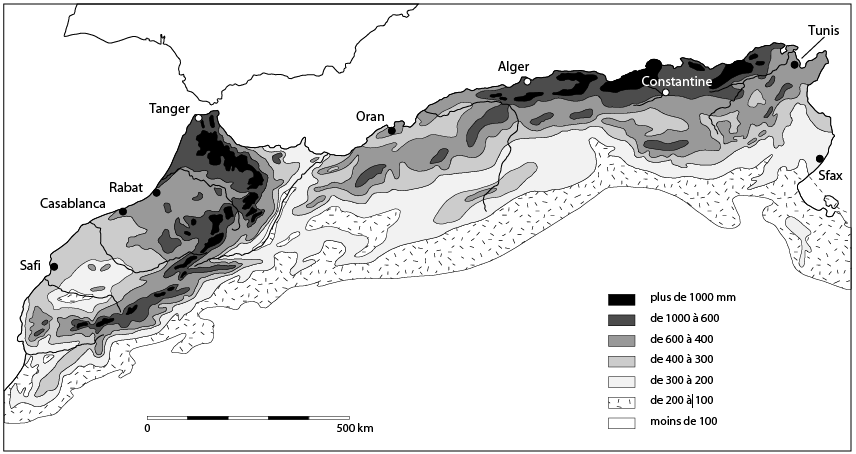 Tunis
Alger
Constantine
Tanger
Oran
Rabat
Sfax
Casablanca
Safi
plus de 1000 mm
de 1000 à 600
de 600 à 400
de 400 à 300
de 300 à 200
de 200 à 100
moins de 100
0 500 km